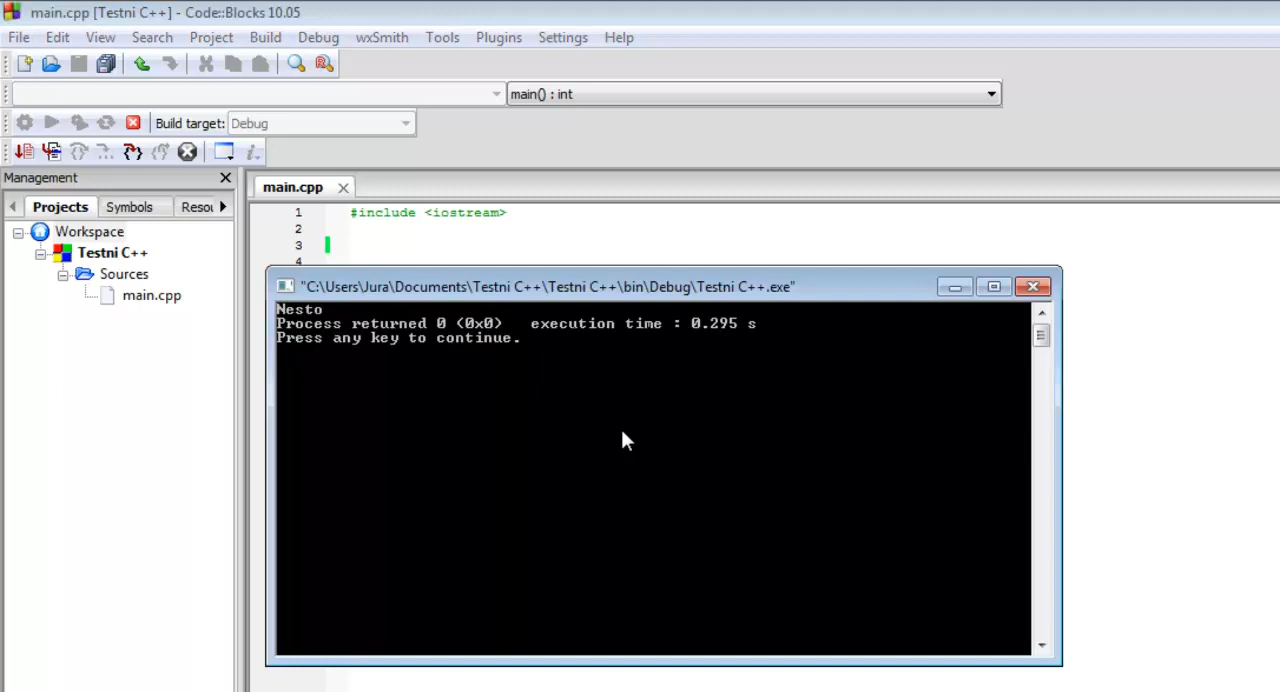 main.cpp [Testni C++] - Code::Blocks 10.05
File Edit View Search Project Build Debug wxSmith Tools Plugins Settings Help
main() : int
Build target: Debug
Management
main.cpp
Projects Symbols Resou
1 #include <iostream>
2
3
4
Workspace
Testni C++
Sources
main.cpp
"C:\Users\Jura\Documents\Testni C++\Testni C++\bin\Debug\Testni C++.exe"
Nesto
Process returned 0 (0x0) execution time : 0.295 s
Press any key to continue.